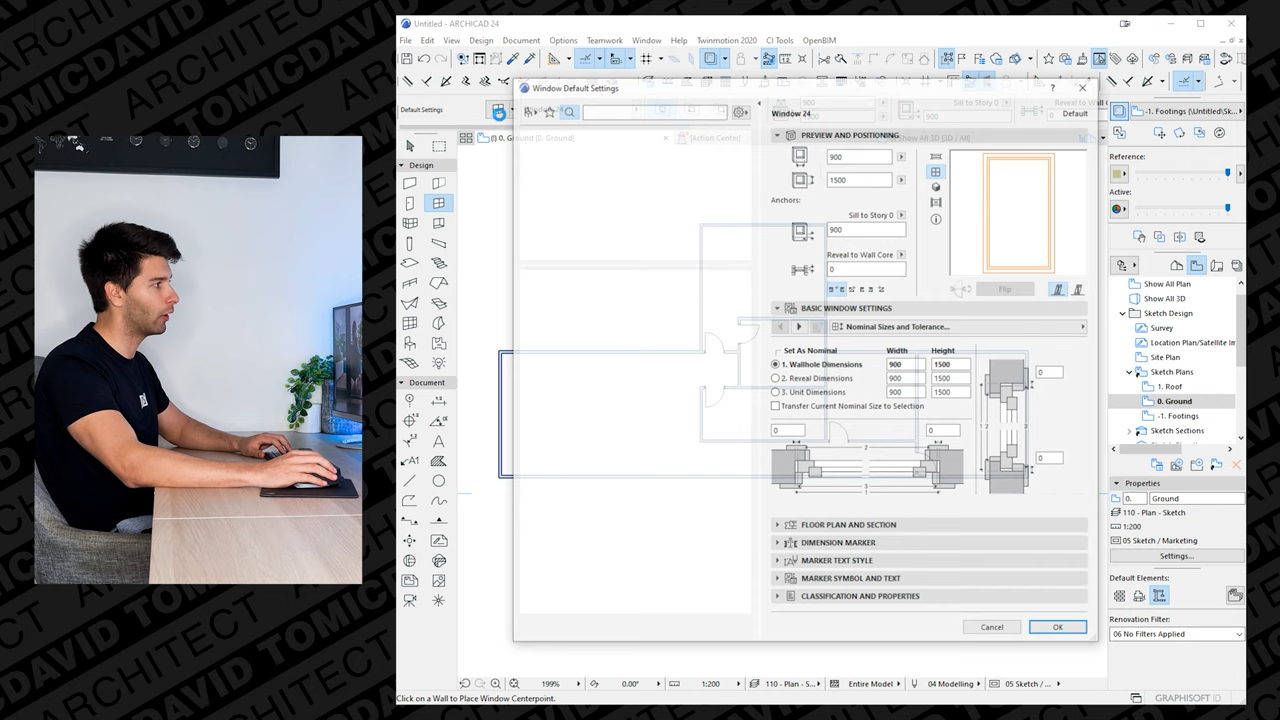 DAVID TOMIC
ARCHITECT
Untitled - ARCHICAD 24
File Edit View Design Document Options Teamwork Window Help Twinmotion 2020 CI Tools OpenBIM
Default Settings
Window Default Settings
? 
(!) 0. Ground [0. Ground]
[Action Center]
Window 24
Default
PREVIEW AND POSITIONING
900
1500
Anchors:
Sill to Story 0
900
Reveal to Wall Core
0
Flip
BASIC WINDOW SETTINGS
Nominal Sizes and Tolerance...
Set As Nominal Width Height
1. Wallhole Dimensions 900 1500
2. Reveal Dimensions 900 1500
3. Unit Dimensions 900 1500
Transfer Current Nominal Size to Selection
0 0
0
0
FLOOR PLAN AND SECTION
DIMENSION MARKER
MARKER TEXT STYLE
MARKER SYMBOL AND TEXT
CLASSIFICATION AND PROPERTIES
Cancel OK
Design
Document
-1. Footings (Untitled/Sk...
Reference:
Active:
Show All Plan
Show All 3D
Sketch Design
Survey
Location Plan/Satellite Im
Site Plan
Sketch Plans
1. Roof
0. Ground
-1. Footings
Sketch Sections
Properties
0. Ground
110 - Plan - Sketch
1:200
05 Sketch / Marketing
Settings...
Default Elements:
Renovation Filter:
06 No Filters Applied
199% 0.00° 1:200 110 - Plan - S... Entire Model 04 Modelling 05 Sketch / ...
Click on a Wall to Place Window Centerpoint.
GRAPHISOFT ID